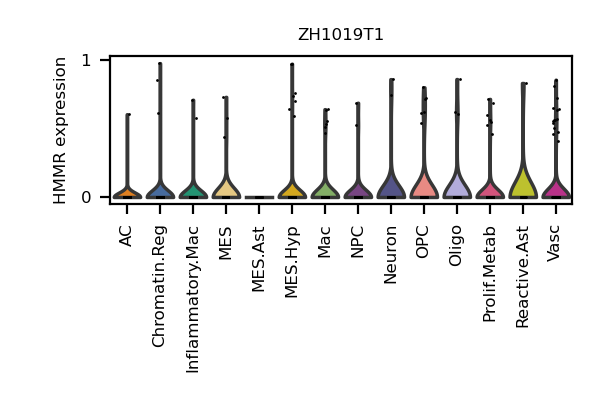 ZH1019T1
HMMR expression
1
0
AC
Chromatin.Reg
Inflammatory.Mac
MES
MES.Ast
MES.Hyp
Mac
NPC
Neuron
OPC
Oligo
Prolif.Metab
Reactive.Ast
Vasc